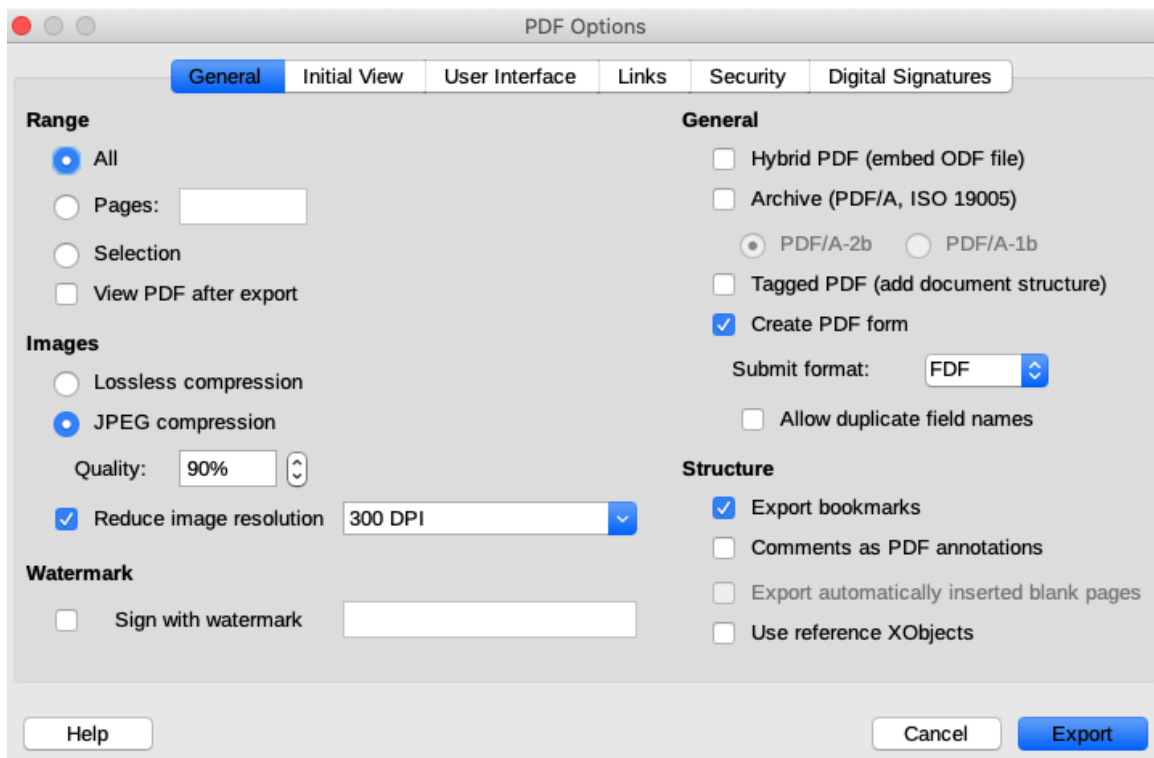 PDF Options
General Initial View User Interface Links Security Digital Signatures
Range
All
Pages:
Selection
View PDF after export
Images
Lossless compression
JPEG compression
Quality: 90%
Reduce image resolution 300 DPI
Watermark
Sign with watermark
General
Hybrid PDF (embed ODF file)
Archive (PDF/A, ISO 19005)
PDF/A-2b PDF/A-1b
Tagged PDF (add document structure)
Create PDF form
Submit format: FDF
Allow duplicate field names
Structure
Export bookmarks
Comments as PDF annotations
Export automatically inserted blank pages
Use reference XObjects
Help Cancel Export